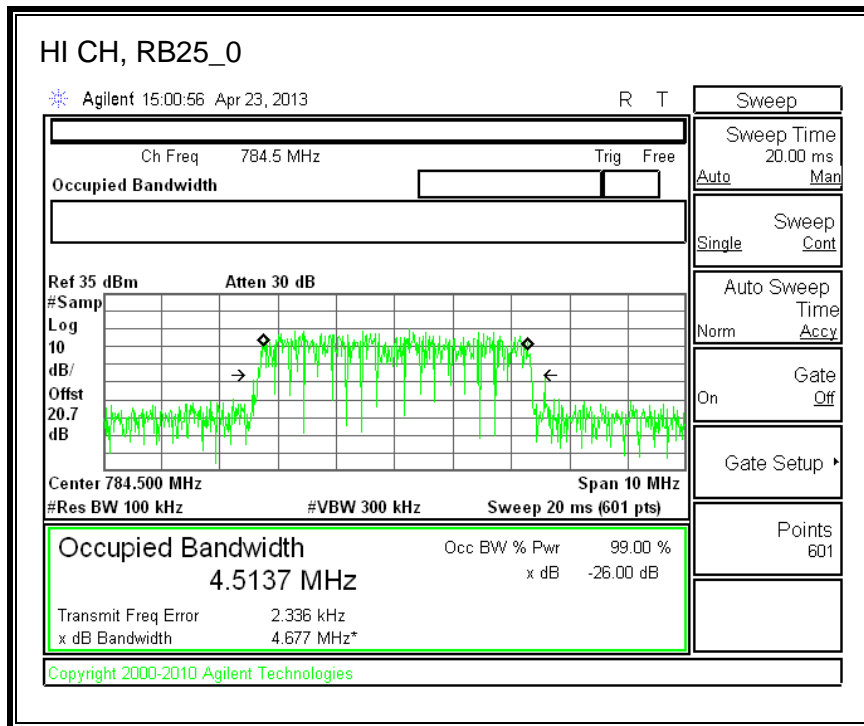 HI CH, RB25_0
Agilent 15:00:56 Apr 23, 2013 R T
Ch Freq 784.5 MHz Trig Free
Occupied Bandwidth
Ref 35 dBm Atten 30 dB
#Samp
Log
10
dB/
Offst
20.7
dB
Center 784.500 MHz Span 10 MHz
#Res BW 100 kHz #VBW 300 kHz Sweep 20 ms (601 pts)
Occupied Bandwidth Occ BW % Pwr 99.00 %
4.5137 MHz x dB -26.00 dB
Transmit Freq Error 2.336 kHz
x dB Bandwidth 4.677 MHz*
Copyright 2000-2010 Agilent Technologies
Sweep
Sweep Time
20.00 ms
Auto Man
Sweep
Single Cont
Auto Sweep
Time
Norm Accy
Gate
On Off
Gate Setup
Points
601